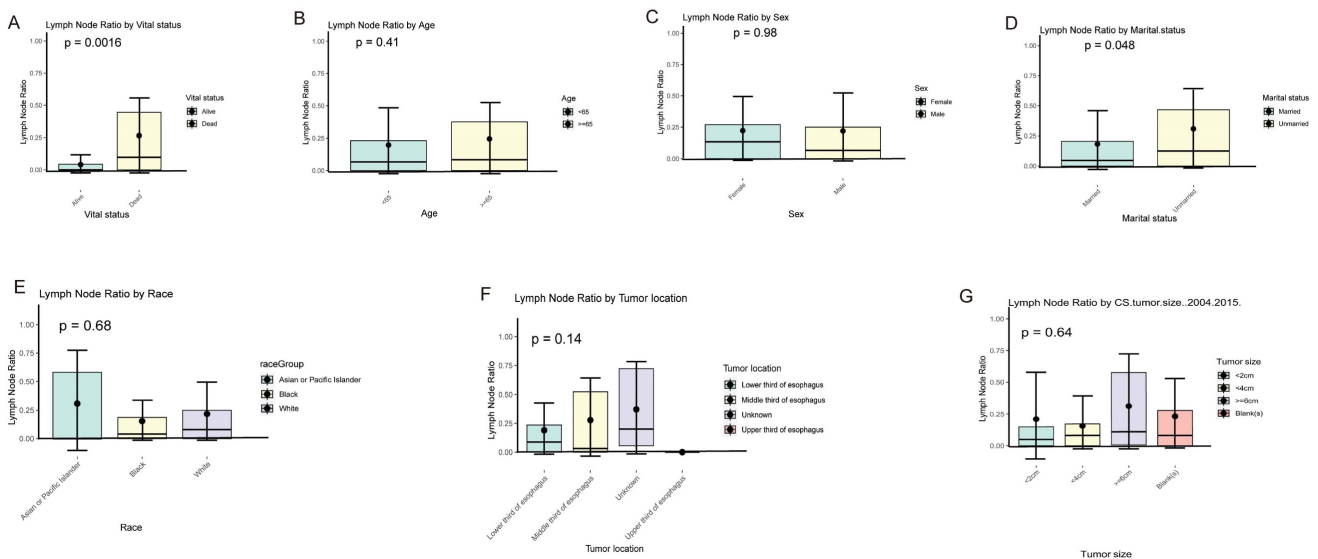 A
Lymph Node Ratio by Vital status
p = 0.0016
Lymph Node Ratio
1.00
0.75
0.50
0.25
0.00
Alive
Dead
Vital status
Vital status
Alive
Dead
B
Lymph Node Ratio by Age
p = 0.41
Lymph Node Ratio
1.00
0.75
0.50
0.25
0.00
<65
>=65
Age
Age
<65
>=65
C
Lymph Node Ratio by Sex
p = 0.98
Lymph Node Ratio
1.00
0.75
0.50
0.25
0.00
Female
Male
Sex
Sex
Female
Male
D
Lymph Node Ratio by Marital.status
p = 0.048
Lymph Node Ratio
1.00
0.75
0.50
0.25
0.00
Married
Unmarried
Marital status
Marital status
Married
Unmarried
E
Lymph Node Ratio by Race
p = 0.68
Lymph Node Ratio
1.00
0.75
0.50
0.25
0.00
Asian or Pacific Islander
Black
White
Race
raceGroup
Asian or Pacific Islander
Black
White
F
Lymph Node Ratio by Tumor location
p = 0.14
Lymph Node Ratio
1.00
0.75
0.50
0.25
0.00
Lower third of esophagus
Middle third of esophagus
Unknown
Upper third of esophagus
Tumor location
Tumor location
Lower third of esophagus
Middle third of esophagus
Unknown
Upper third of esophagus
G
Lymph Node Ratio by CS.tumor.size..2004.2015.
p = 0.64
Lymph Node Ratio
1.00
0.75
0.50
0.25
0.00
<2cm
<4cm
>=6cm
Blank(s)
Tumor size
Tumor size
<2cm
<4cm
>=6cm
Blank(s)